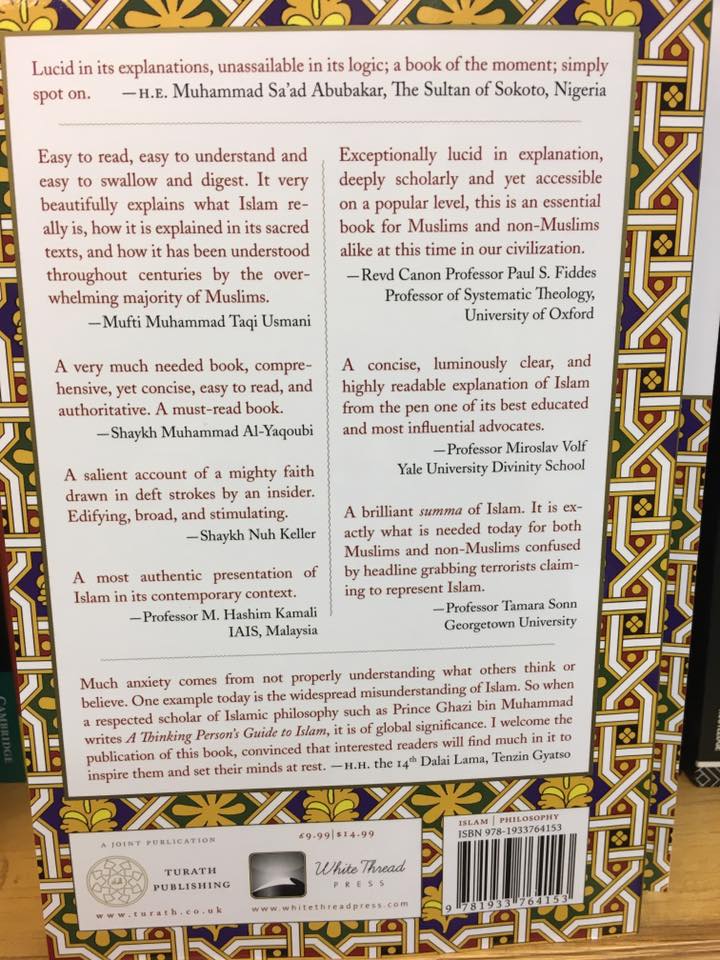 Lucid in its explanations, unassailable in its logic; a book of the moment; simply
spot on. —H.E. Muhammad Sa'ad Abubakar, The Sultan of Sokoto, Nigeria
Easy to read, easy to understand and
easy to swallow and digest. It very
beautifully explains what Islam re-
ally is, how it is explained in its sacred
texts, and how it has been understood
throughout centuries by the over-
whelming majority of Muslims.
—Mufti Muhammad Taqi Usmani
A very much needed book, compre-
hensive, yet concise, easy to read, and
authoritative. A must-read book.
—Shaykh Muhammad Al-Yaqoubi
A salient account of a mighty faith
drawn in deft strokes by an insider.
Edifying, broad, and stimulating.
—Shaykh Nuh Keller
A most authentic presentation of
Islam in its contemporary context.
—Professor M. Hashim Kamali
IAIS, Malaysia
Exceptionally lucid in explanation,
deeply scholarly and yet accessible
on a popular level, this is an essential
book for Muslims and non-Muslims
alike at this time in our civilization.
—Revd Canon Professor Paul S. Fiddes
Professor of Systematic Theology,
University of Oxford
A concise, luminously clear, and
highly readable explanation of Islam
from the pen one of its best educated
and most influential advocates.
—Professor Miroslav Volf
Yale University Divinity School
A brilliant summa of Islam. It is ex-
actly what is needed today for both
Muslims and non-Muslims confused
by headline grabbing terrorists claim-
ing to represent Islam.
—Professor Tamara Sonn
Georgetown University
Much anxiety comes from not properly understanding what others think or
believe. One example today is the widespread misunderstanding of Islam. So when
a respected scholar of Islamic philosophy such as Prince Ghazi bin Muhammad
writes A Thinking Person's Guide to Islam, it is of global significance. I welcome the
publication of this book, convinced that interested readers will find much in it to
inspire them and set their minds at rest. —H.H. the 14th Dalai Lama, Tenzin Gyatso
A JOINT PUBLICATION
£9.99|$14.99
TURATH
PUBLISHING
www.turath.co.uk
White Thread
PRESS
www.whitethreadpress.com
ISLAM | PHILOSOPHY
ISBN 978-1933764153
9 781933 764153
CAMBRIDGE